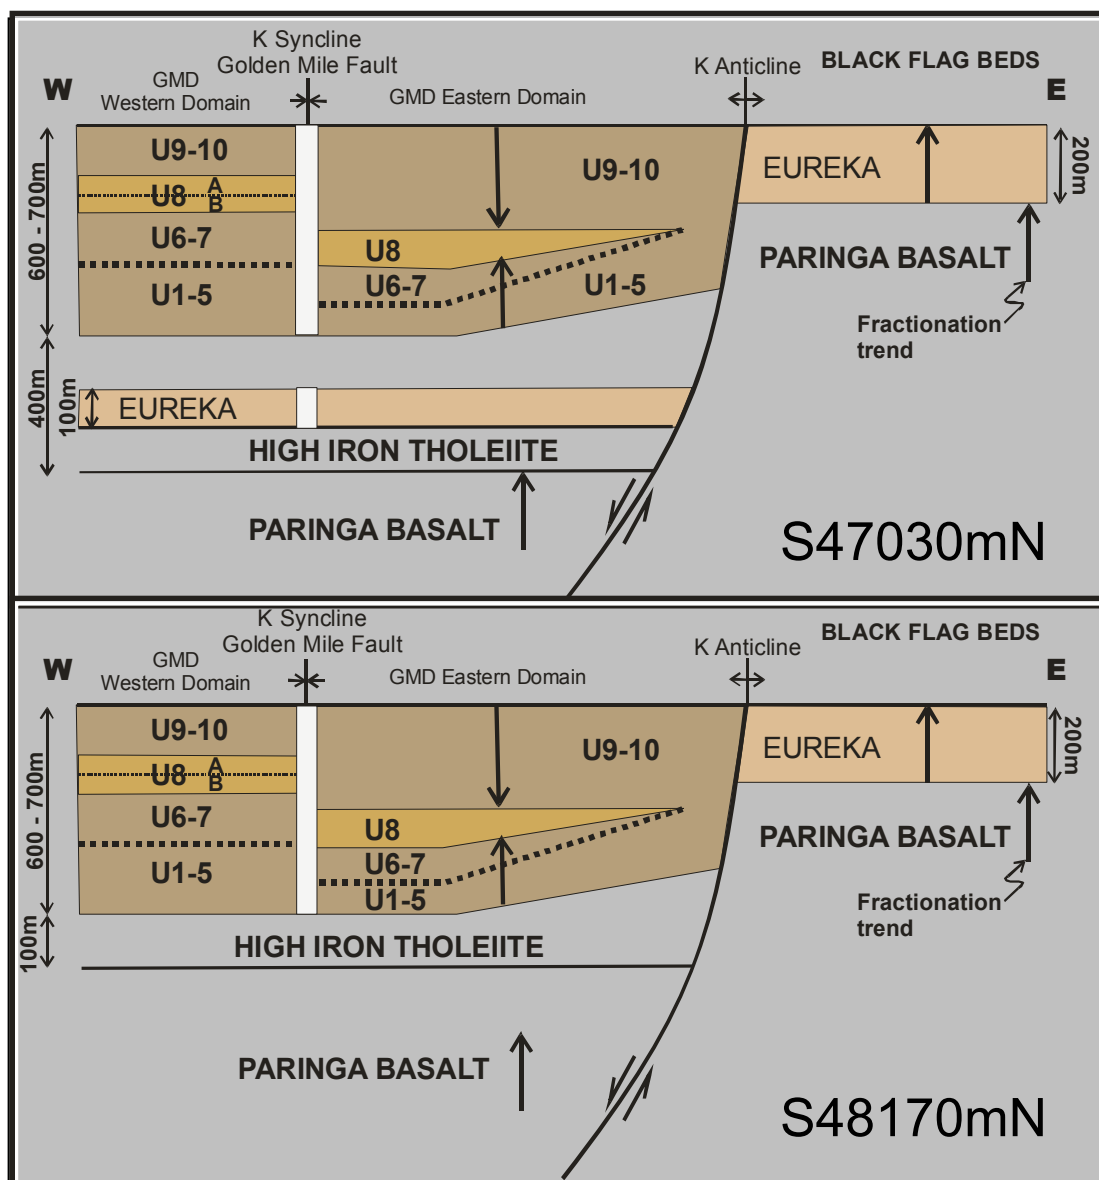 K Syncline
Golden Mile Fault
BLACK FLAG BEDS
K Anticline
W
GMD
Western Domain
GMD Eastern Domain
E
U9-10
U9-10
EUREKA
200m
600 - 700m
U8
A
B
U6-7
U8
PARINGA BASALT
U1-5
U6-7
U1-5
Fractionation
trend
400m
100m
EUREKA
HIGH IRON THOLEIITE
PARINGA BASALT
S47030mN
K Syncline
Golden Mile Fault
BLACK FLAG BEDS
K Anticline
W
GMD
Western Domain
GMD Eastern Domain
E
U9-10
U9-10
EUREKA
200m
600 - 700m
U8
A
B
U6-7
U8
PARINGA BASALT
U1-5
U6-7
U1-5
Fractionation
trend
100m
HIGH IRON THOLEIITE
PARINGA BASALT
S48170mN